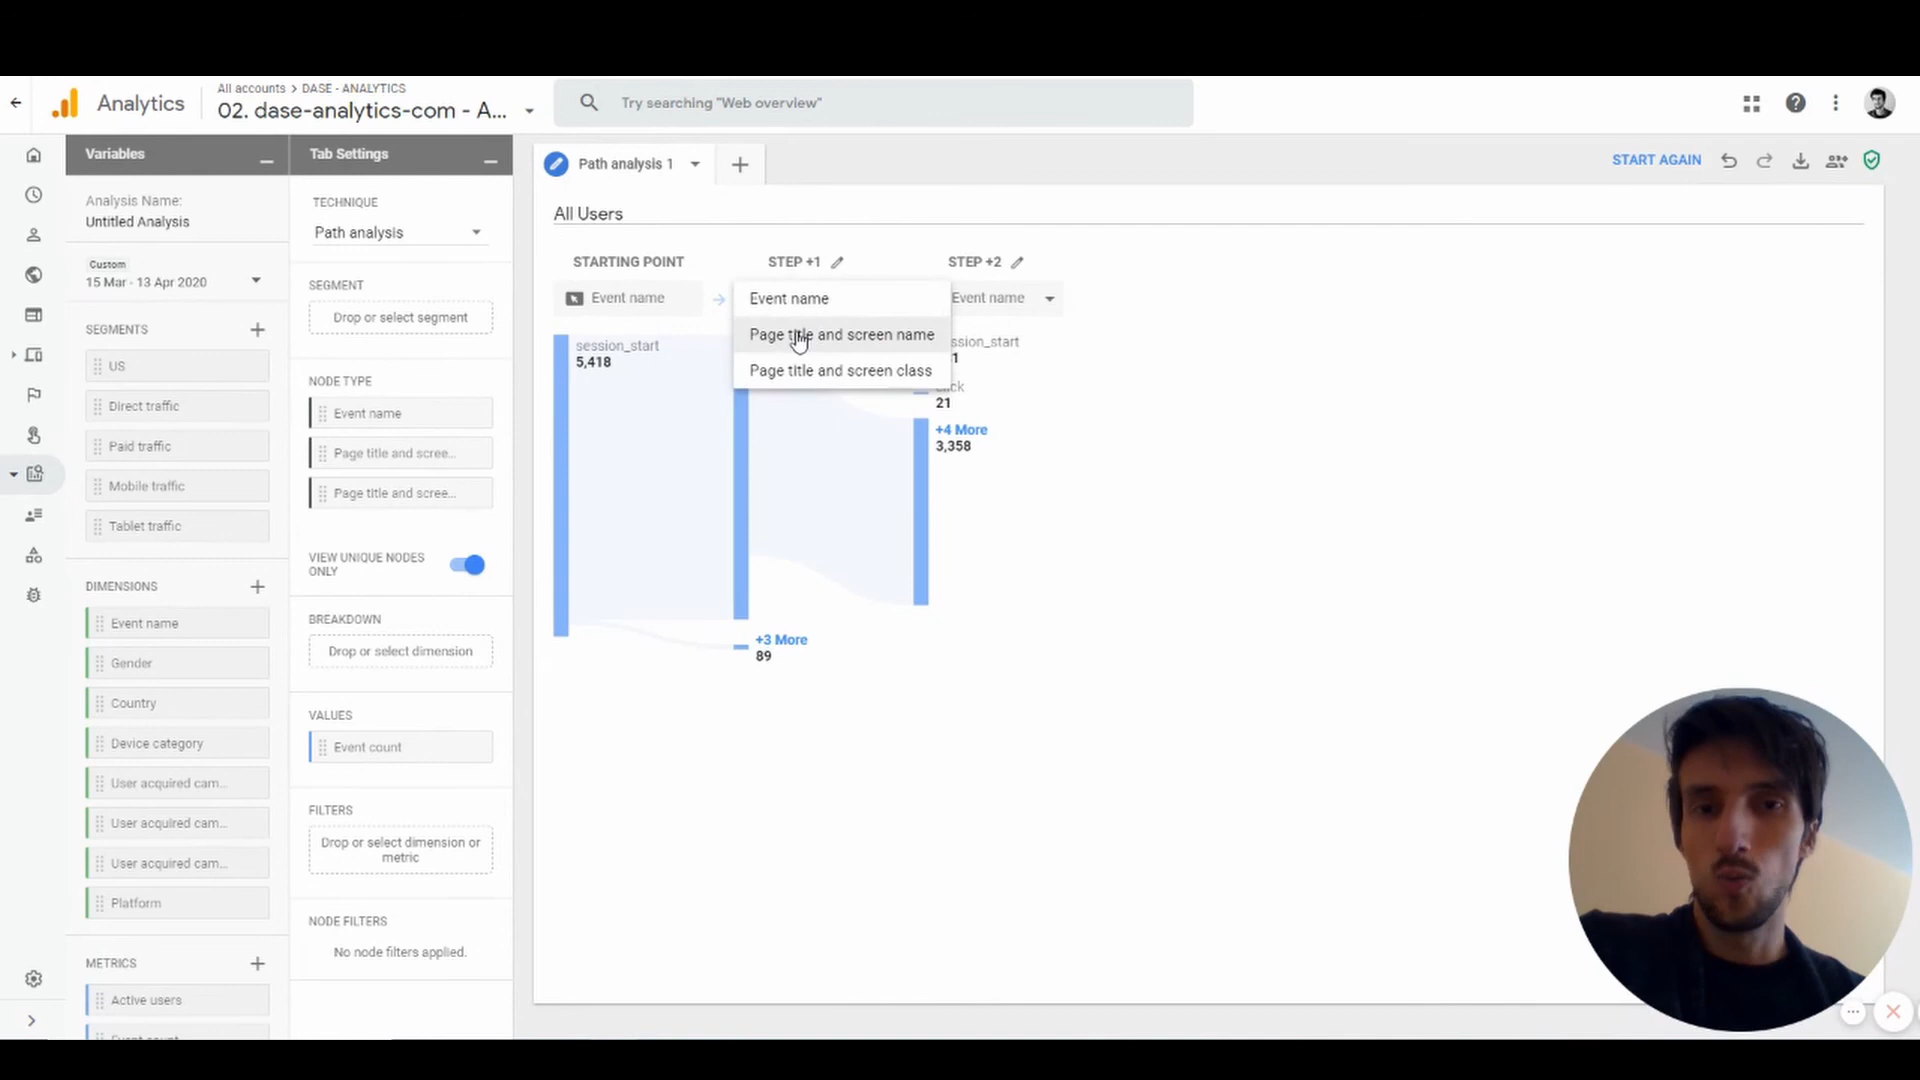 Analytics
All accounts > DASE - ANALYTICS
02. dase-analytics-com - A...
Try searching "Web overview"
Variables
Analysis Name:
Untitled Analysis
Custom
15 Mar - 13 Apr 2020
SEGMENTS
US
Direct traffic
Paid traffic
Mobile traffic
Tablet traffic
DIMENSIONS
Event name
Gender
Country
Device category
User acquired cam...
User acquired cam...
User acquired cam...
Platform
METRICS
Active users
Event count
Tab Settings
TECHNIQUE
Path analysis
SEGMENT
Drop or select segment
NODE TYPE
Event name
Page title and scree...
Page title and scree...
VIEW UNIQUE NODES
ONLY
BREAKDOWN
Drop or select dimension
VALUES
Event count
FILTERS
Drop or select dimension or
metric
NODE FILTERS
No node filters applied.
Path analysis 1
START AGAIN
All Users
STARTING POINT
STEP +1
STEP +2
Event name
Event name
Page title and screen name
Page title and screen class
Event name
session_start
5,418
+3 More
89
ssion_start
1
click
21
+4 More
3,358